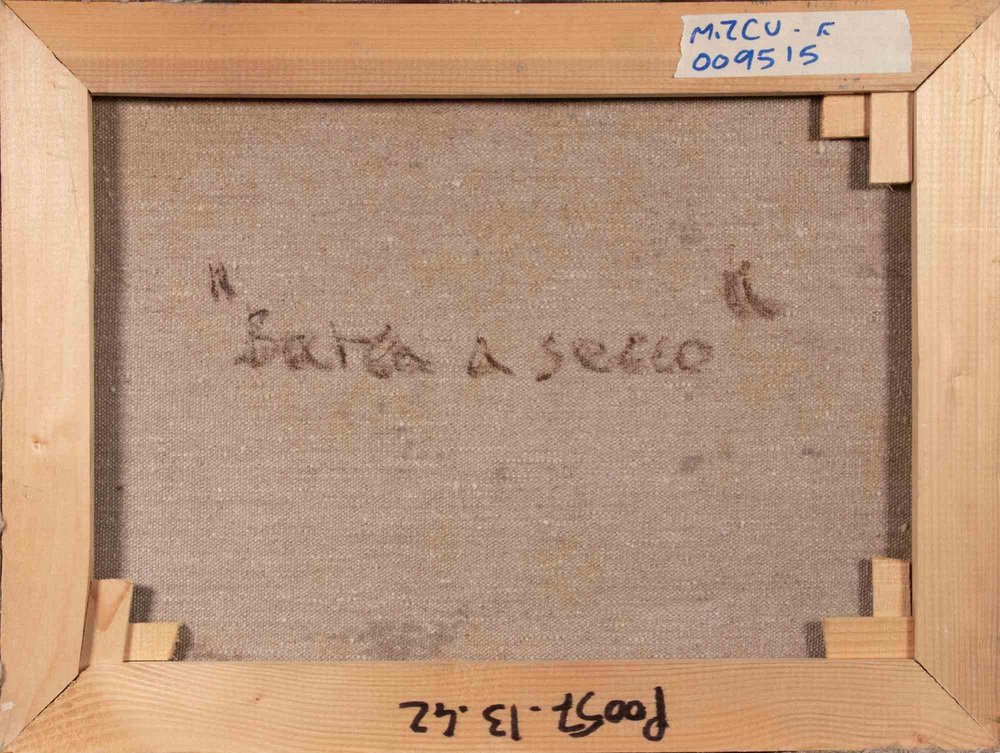 M.ZCU - F
009515
"Barca a secco"
P0057-13-42